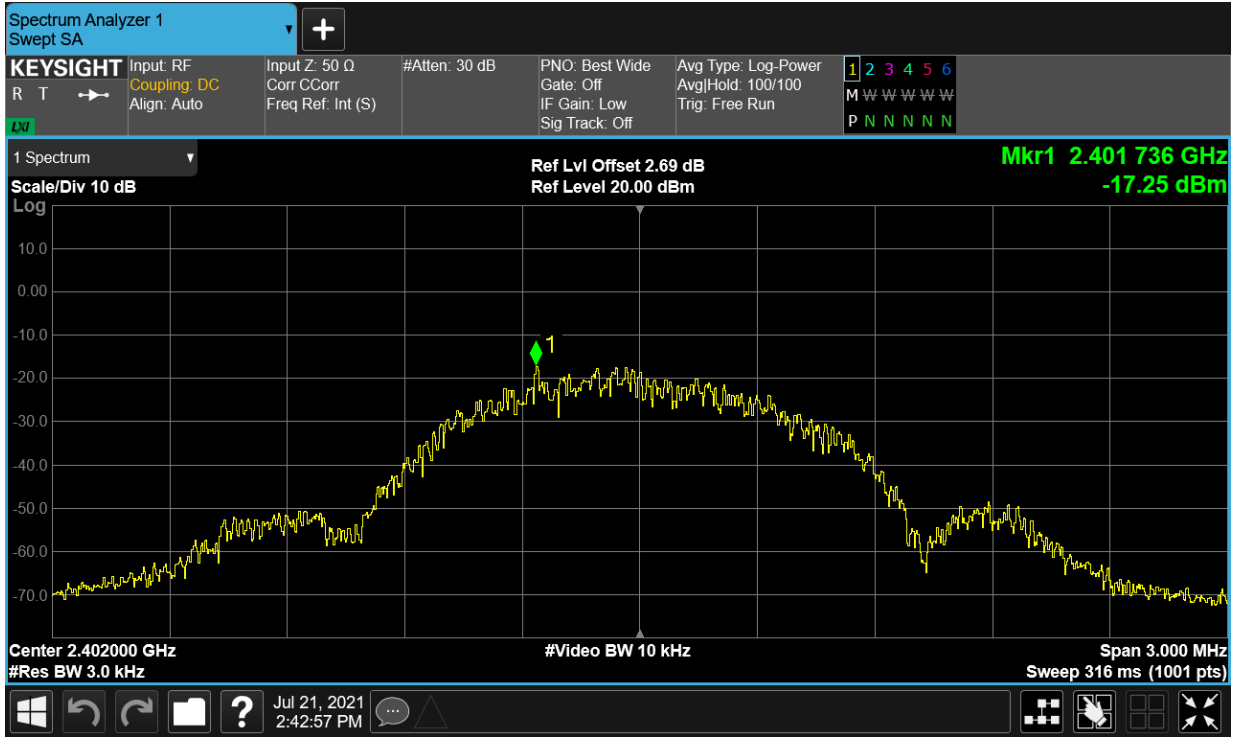 Spectrum Analyzer 1
Swept SA
KEYSIGHT
R T
LXI
Input: RF
Coupling: DC
Align: Auto
Input Z: 50 Ω
Corr CCorr
Freq Ref: Int (S)
#Atten: 30 dB
PNO: Best Wide
Gate: Off
IF Gain: Low
Sig Track: Off
Avg Type: Log-Power
Avg|Hold: 100/100
Trig: Free Run
1 2 3 4 5 6
M W W W W W
P N N N N N
1 Spectrum
Scale/Div 10 dB
Log
Ref Lvl Offset 2.69 dB
Ref Level 20.00 dBm
Mkr1 2.401 736 GHz
-17.25 dBm
10.0
0.00
-10.0
-20.0
-30.0
-40.0
-50.0
-60.0
-70.0
1
Center 2.402000 GHz
#Res BW 3.0 kHz
#Video BW 10 kHz
Span 3.000 MHz
Sweep 316 ms (1001 pts)
?
Jul 21, 2021
2:42:57 PM